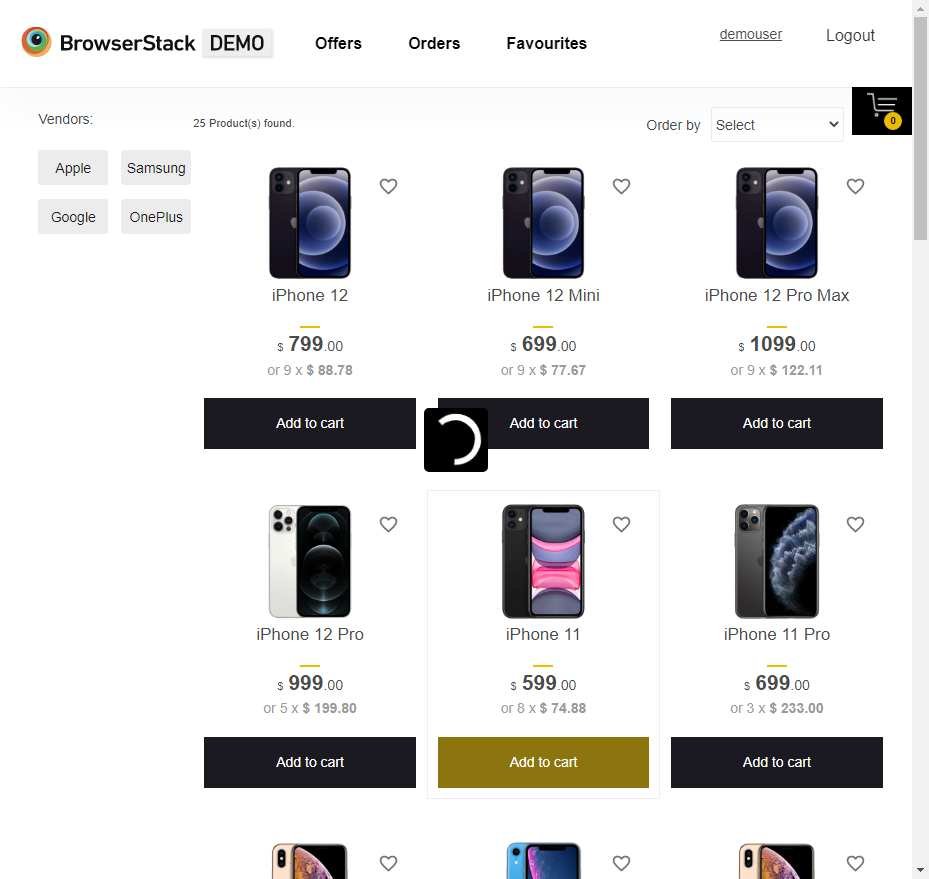 BrowserStack DEMO
Offers
Orders
Favourites
demouser
Logout
0
Vendors:
Apple
Samsung
Google
OnePlus
25 Product(s) found.
Order by
Select
iPhone 12
$ 799.00
or 9 x $ 88.78
Add to cart
iPhone 12 Mini
$ 699.00
or 9 x $ 77.67
Add to cart
iPhone 12 Pro Max
$ 1099.00
or 9 x $ 122.11
Add to cart
iPhone 12 Pro
$ 999.00
or 5 x $ 199.80
Add to cart
iPhone 11
$ 599.00
or 8 x $ 74.88
Add to cart
iPhone 11 Pro
$ 699.00
or 3 x $ 233.00
Add to cart